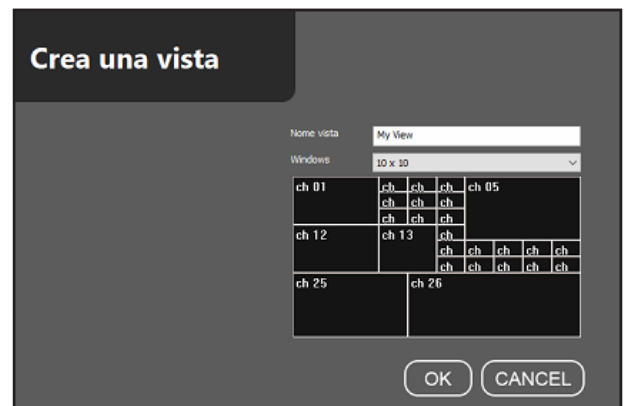 Crea una vista
Nome vista My View
Windows 10 x 10
ch 01 ch ch ch ch 05
ch ch ch
ch ch ch
ch 12 ch 13 ch
ch ch ch ch ch
ch ch ch ch ch
ch 25 ch 26
OK CANCEL